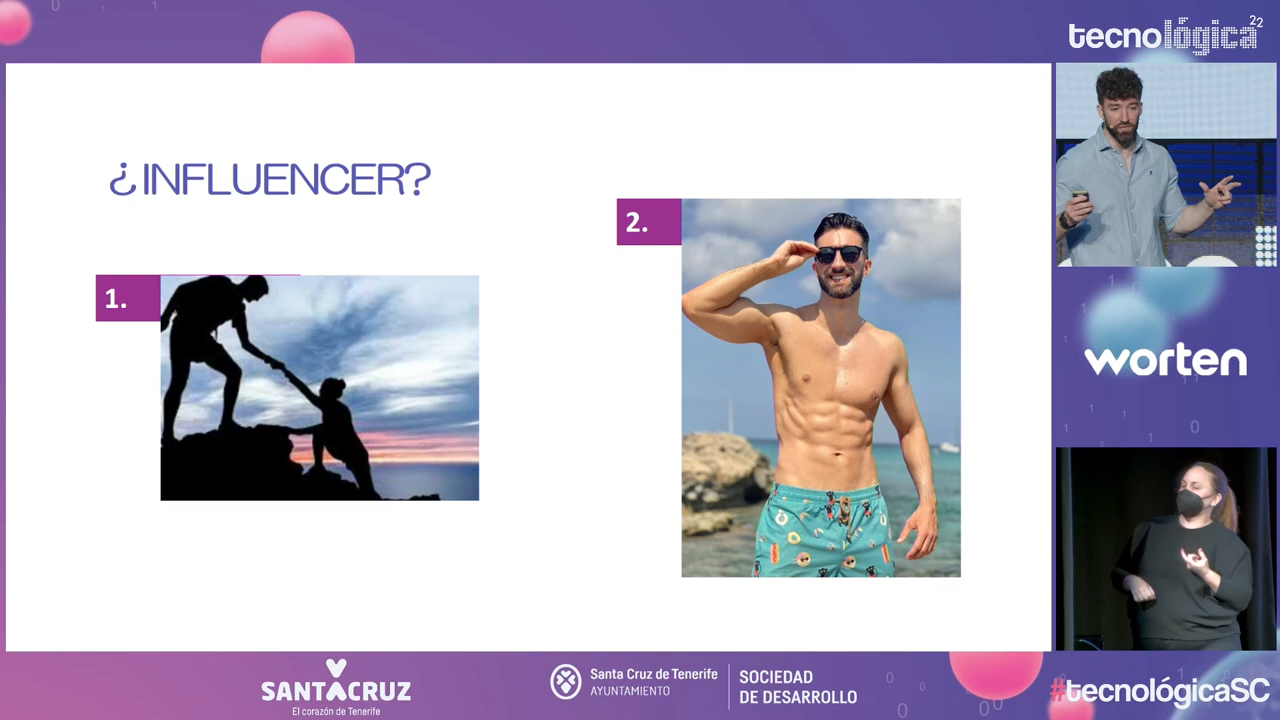 tecnológica22
¿INFLUENCER?
2.
1.
worten
SANTACRUZ
El corazón de Tenerife
Santa Cruz de Tenerife
AYUNTAMIENTO
SOCIEDAD
DE DESARROLLO
#tecnológicaSC